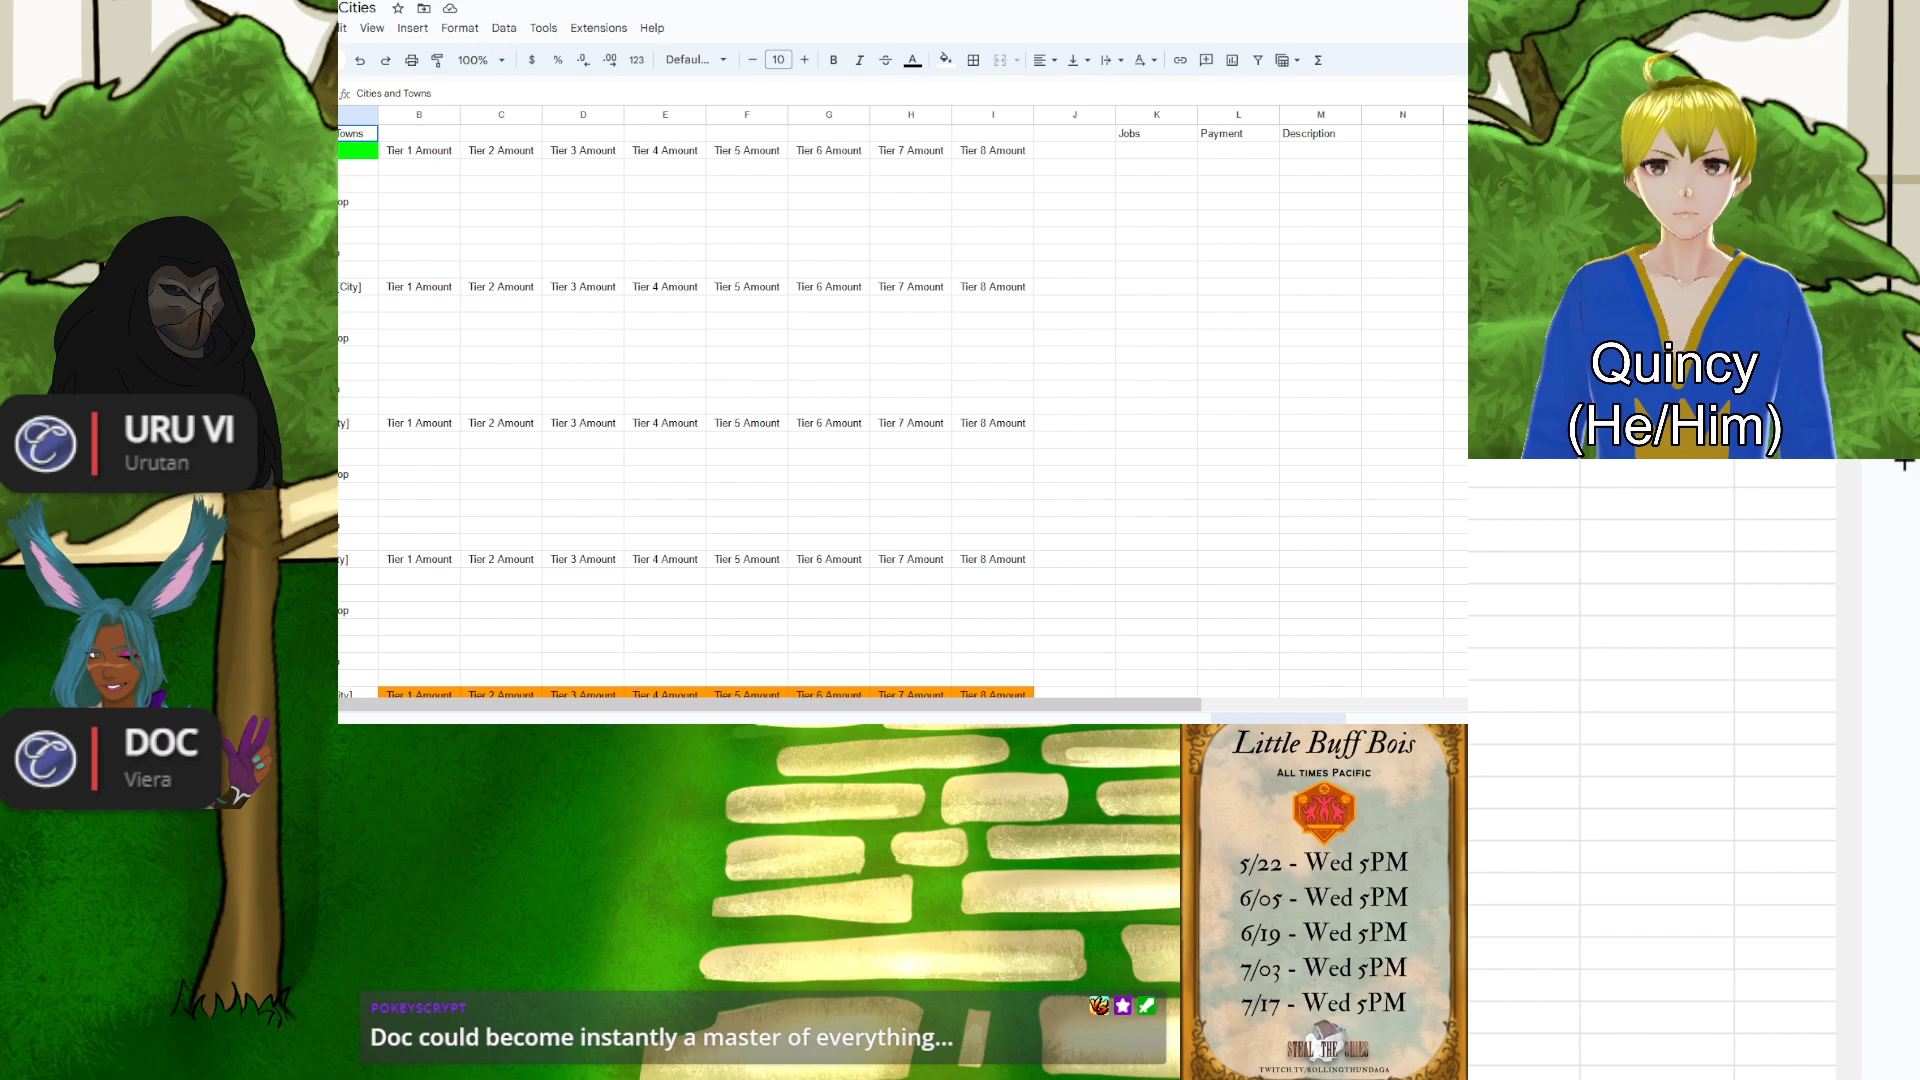 Cities
it View Insert Format Data Tools Extensions Help
100% $ % .0 .00 123 Defaul... − 10 + B I A Σ
fx Cities and Towns
B C D E F G H I J K L M N
Towns Jobs Payment Description
Tier 1 Amount Tier 2 Amount Tier 3 Amount Tier 4 Amount Tier 5 Amount Tier 6 Amount Tier 7 Amount Tier 8 Amount
op
[City] Tier 1 Amount Tier 2 Amount Tier 3 Amount Tier 4 Amount Tier 5 Amount Tier 6 Amount Tier 7 Amount Tier 8 Amount
op
ty] Tier 1 Amount Tier 2 Amount Tier 3 Amount Tier 4 Amount Tier 5 Amount Tier 6 Amount Tier 7 Amount Tier 8 Amount
op
ty] Tier 1 Amount Tier 2 Amount Tier 3 Amount Tier 4 Amount Tier 5 Amount Tier 6 Amount Tier 7 Amount Tier 8 Amount
op
ity] Tier 1 Amount Tier 2 Amount Tier 3 Amount Tier 4 Amount Tier 5 Amount Tier 6 Amount Tier 7 Amount Tier 8 Amount
Quincy
(He/Him)
URU VI
Urutan
DOC
Viera
Little Buff Bois
ALL TIMES PACIFIC
5/22 - Wed 5PM
6/05 - Wed 5PM
6/19 - Wed 5PM
7/03 - Wed 5PM
7/17 - Wed 5PM
STEAL THE SKIES
TWITCH.TV/ROLLINGTHUNDAGA
POKEYSCRYPT
Doc could become instantly a master of everything...